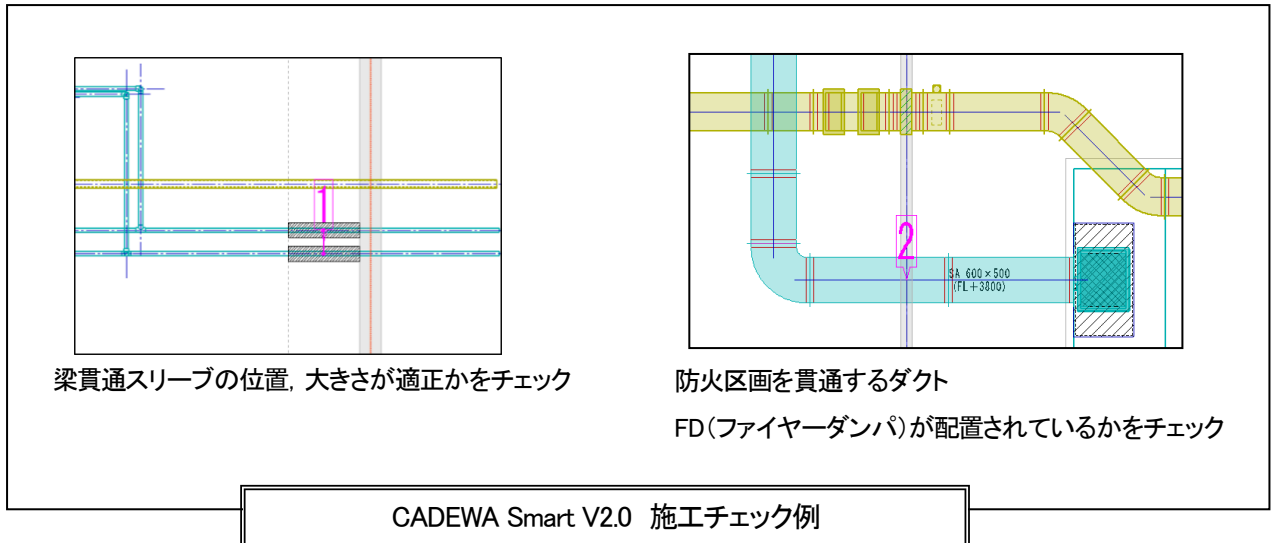 1
2
SA 600×500
(FL+3800)
梁貫通スリーブの位置, 大きさが適正かをチェック
防火区画を貫通するダクト
FD(ファイヤーダンパ)が配置されているかをチェック
CADEWA Smart V2.0 施工チェック例